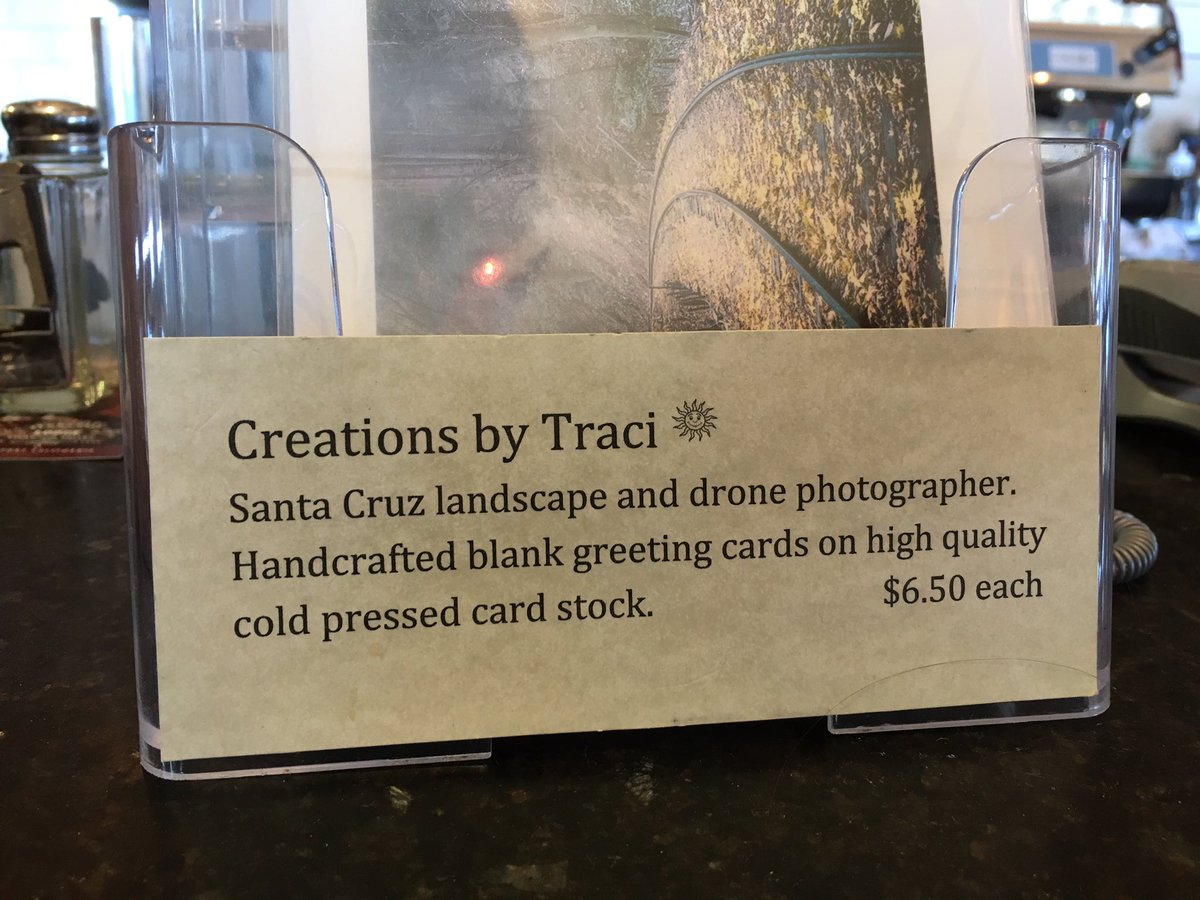 Creations by Traci
Santa Cruz landscape and drone photographer.
Handcrafted blank greeting cards on high quality
cold pressed card stock. $6.50 each